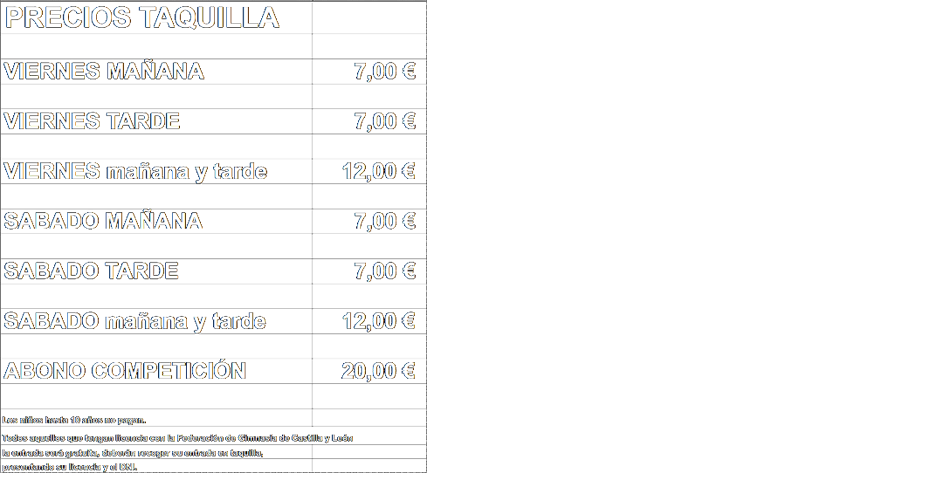 PRECIOS TAQUILLA
VIERNES MAÑANA 7,00 €
VIERNES TARDE 7,00 €
VIERNES mañana y tarde 12,00 €
SABADO MAÑANA 7,00 €
SABADO TARDE 7,00 €
SABADO mañana y tarde 12,00 €
ABONO COMPETICIÓN 20,00 €
Los niños hasta 10 años no pagan.
Todos aquellos que tengan licencia con la Federación de Gimnasia de Castilla y León
la entrada será gratuita, deberán recoger su entrada en taquilla,
presentando su licencia y el DNI.